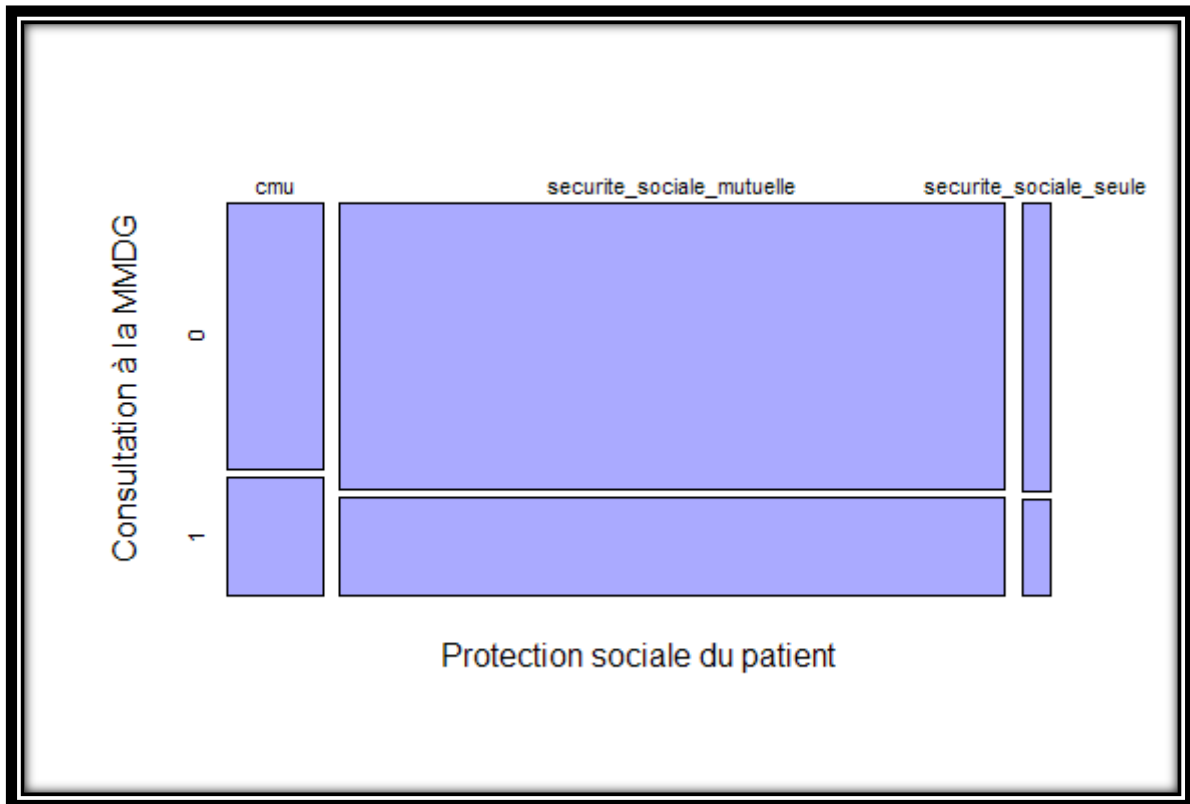 cmu
securite_sociale_mutuelle
securite_sociale_seule
Consultation à la MMDG
0
1
Protection sociale du patient